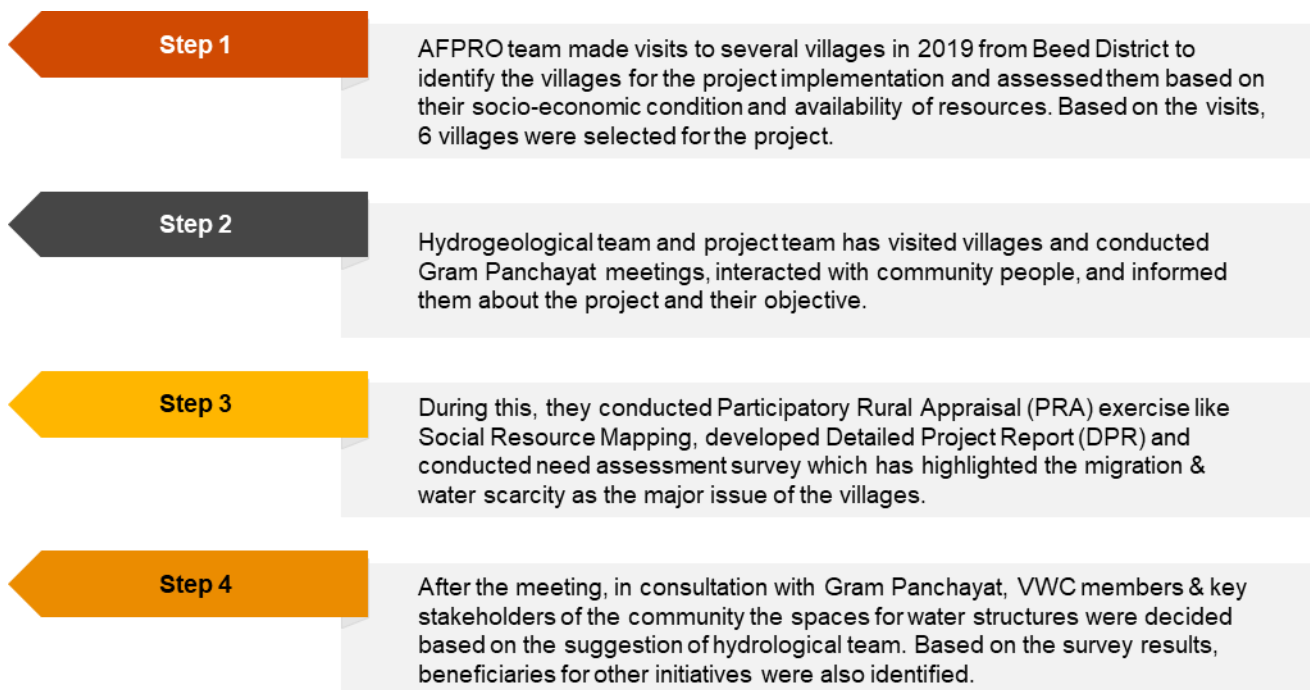 Step 1
AFPRO team made visits to several villages in 2019 from Beed District to
identify the villages for the project implementation and assessed them based on
their socio-economic condition and availability of resources. Based on the visits,
6 villages were selected for the project.
Step 2
Hydrogeological team and project team has visited villages and conducted
Gram Panchayat meetings, interacted with community people, and informed
them about the project and their objective.
Step 3
During this, they conducted Participatory Rural Appraisal (PRA) exercise like
Social Resource Mapping, developed Detailed Project Report (DPR) and
conducted need assessment survey which has highlighted the migration &
water scarcity as the major issue of the villages.
Step 4
After the meeting, in consultation with Gram Panchayat, VWC members & key
stakeholders of the community the spaces for water structures were decided
based on the suggestion of hydrological team. Based on the survey results,
beneficiaries for other initiatives were also identified.